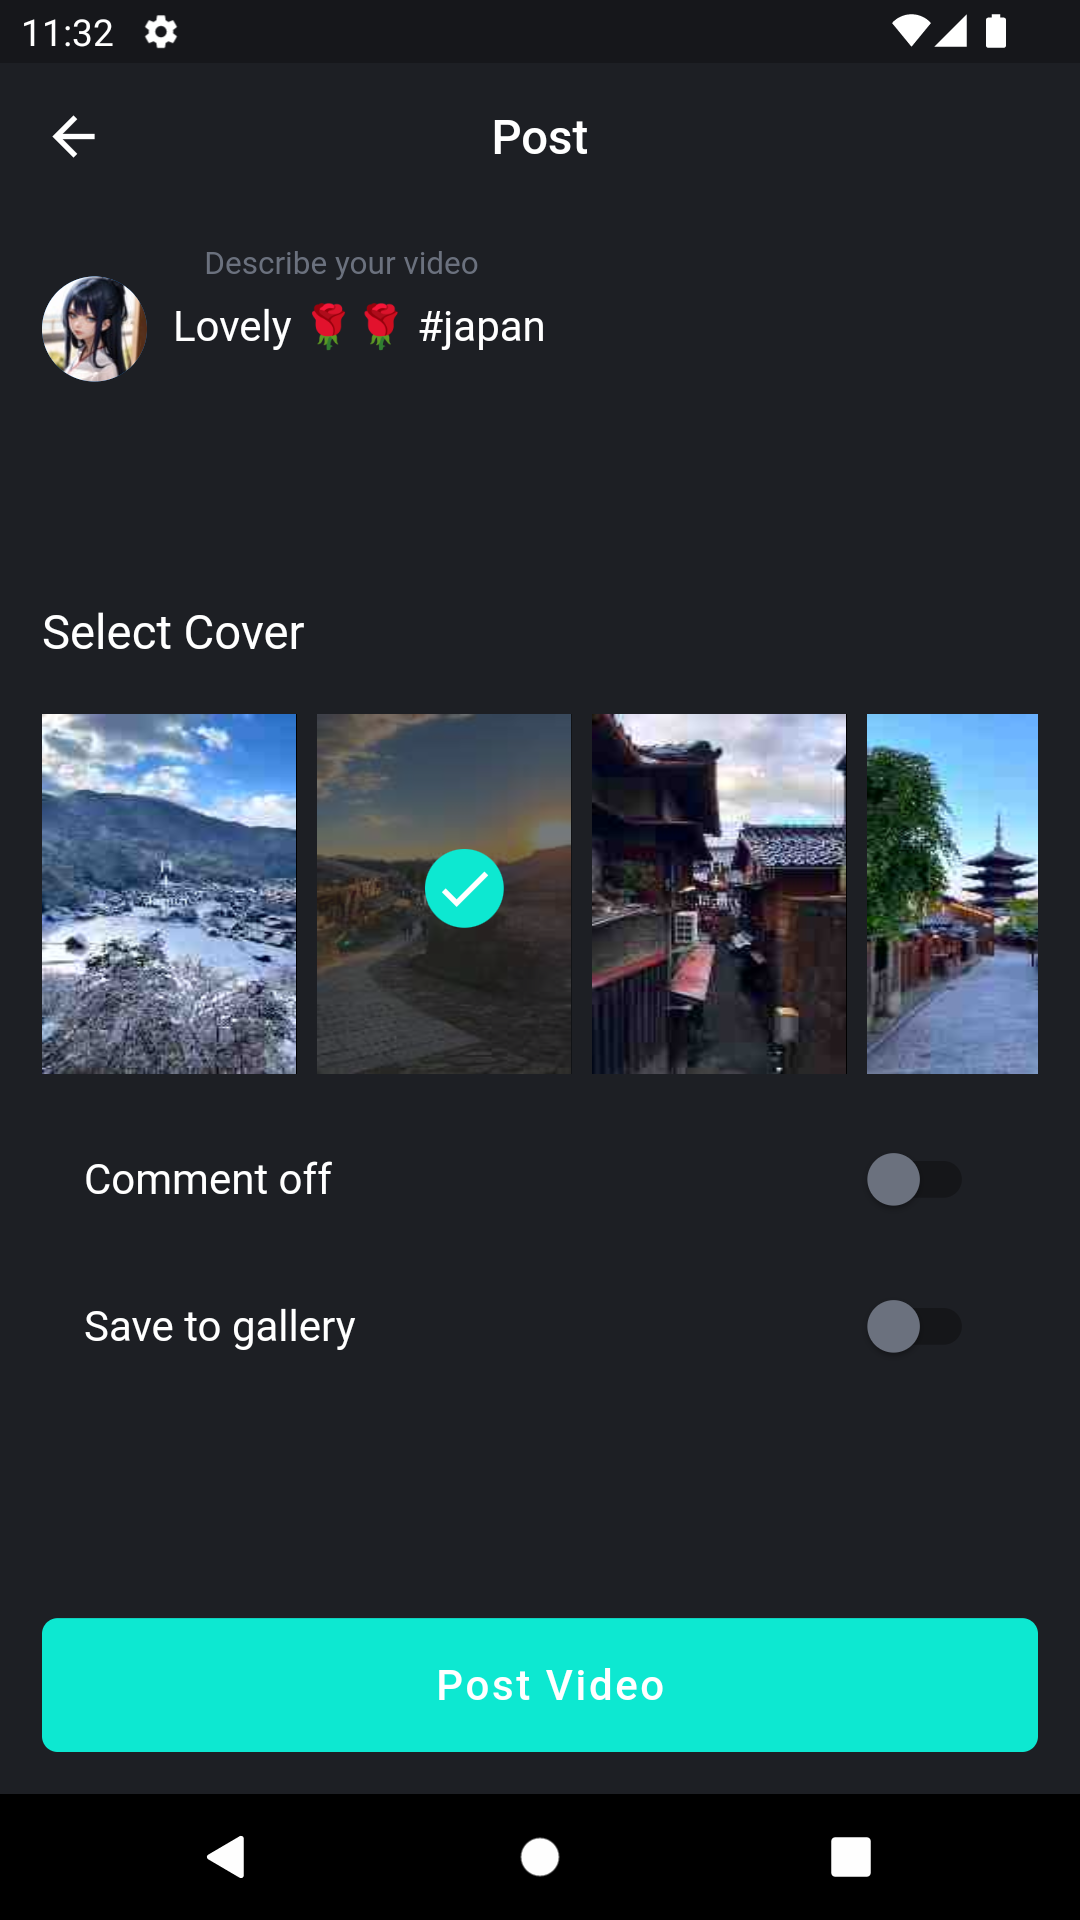 11:32
Post
Describe your video
Lovely 🌹🌹 #japan
Select Cover
Comment off
Save to gallery
Post Video